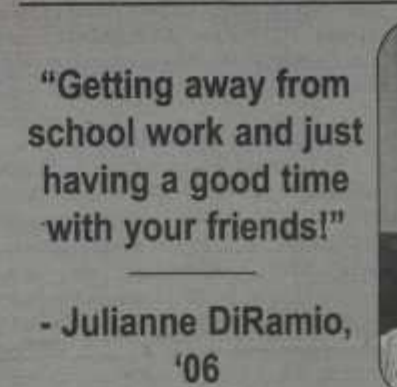 “Getting away from
school work and just
having a good time
with your friends!”
- Julianne DiRamio,
‘06